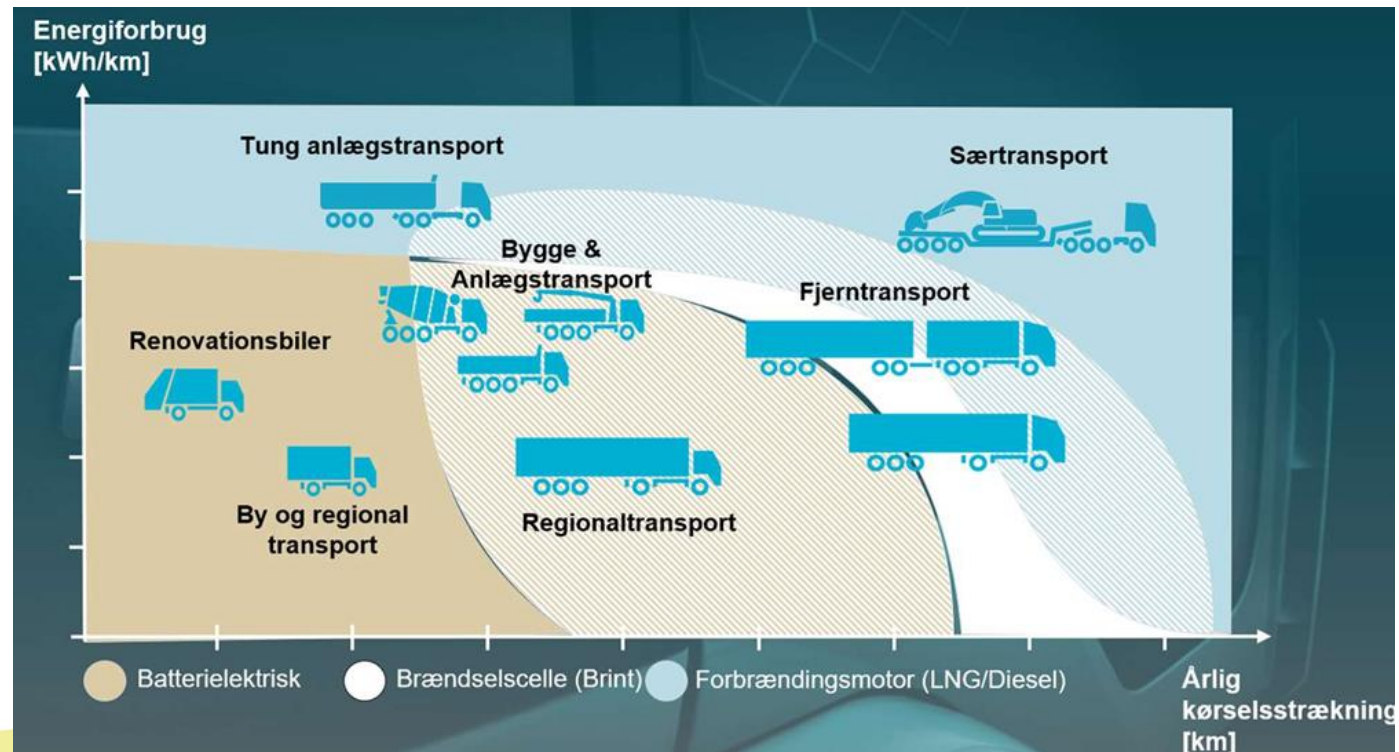 Energiforbrug
[kWh/km]
Tung anlægstransport
Særtransport
Bygge &
Anlægstransport
Fjerntransport
Renovationsbiler
By og regional
transport
Regionaltransport
Batterielektrisk
Brændselscelle (Brint)
Forbrændingsmotor (LNG/Diesel)
Årlig
kørselsstrækning
[km]